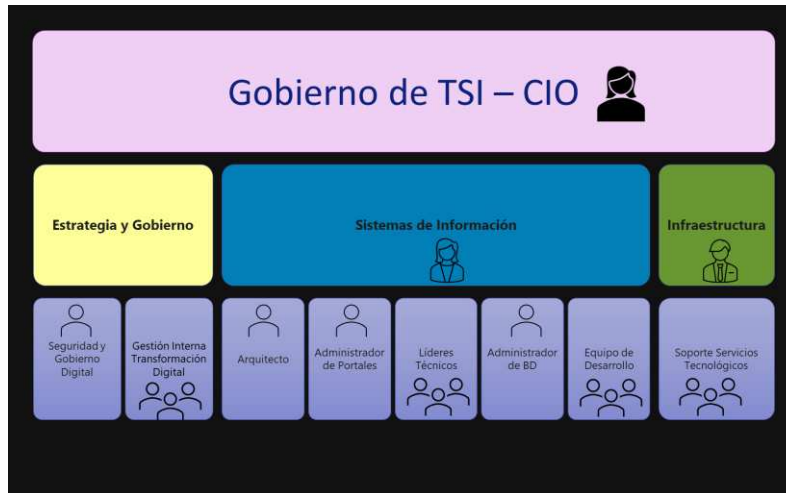 Gobierno de TSI – CIO
Estrategia y Gobierno
Sistemas de Información
Infraestructura
Seguridad y
Gobierno
Digital
Gestión Interna
Transformación
Digital
Arquitecto
Administrador
de Portales
Líderes
Técnicos
Administrador
de BD
Equipo de
Desarrollo
Soporte Servicios
Tecnológicos